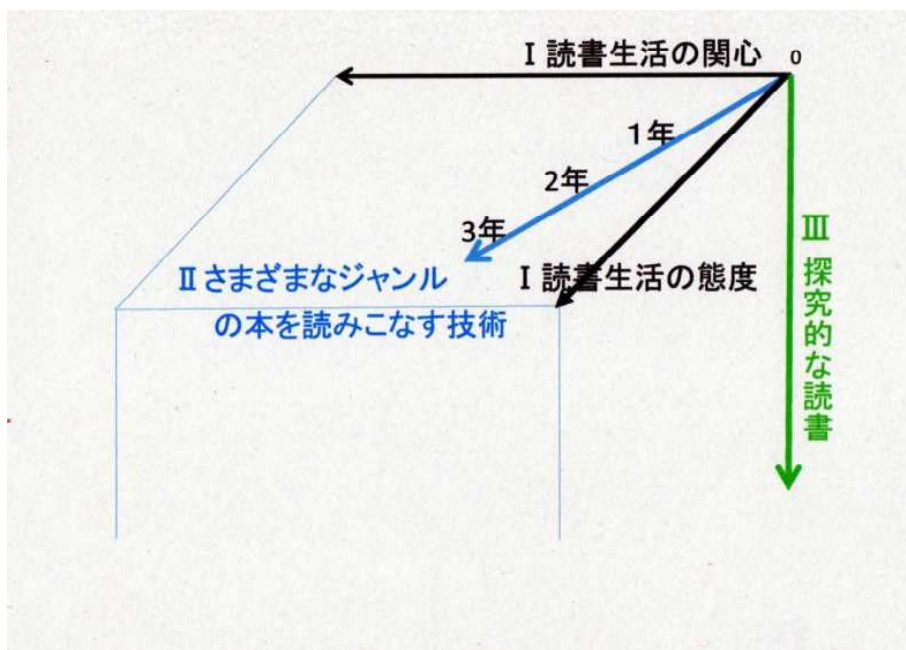 Ⅰ 読書生活の関心
0
1年
2年
3年
Ⅱ さまざまなジャンル
の本を読みこなす技術
Ⅰ 読書生活の態度
Ⅲ 探究的な読書